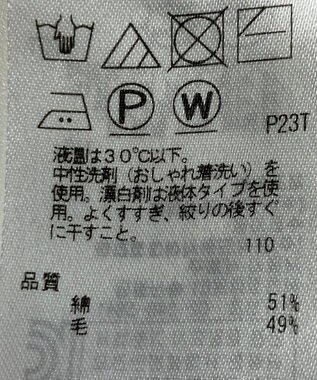 P W
P23T
液温は30℃以下。
中性洗剤（おしゃれ着洗い）を
使用。漂白剤は液体タイプを使
用。よくすすぎ、絞りの後すぐ
に干すこと。
110
品質
綿 51%
毛 49%